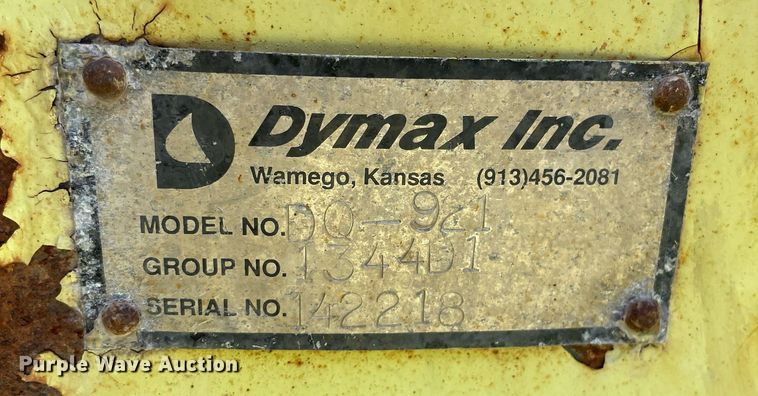 Dymax Inc.
Wamego, Kansas (913)456-2081
MODEL NO. DQ-921
GROUP NO. 1344D1
SERIAL NO. 142218
Purple Wave Auction